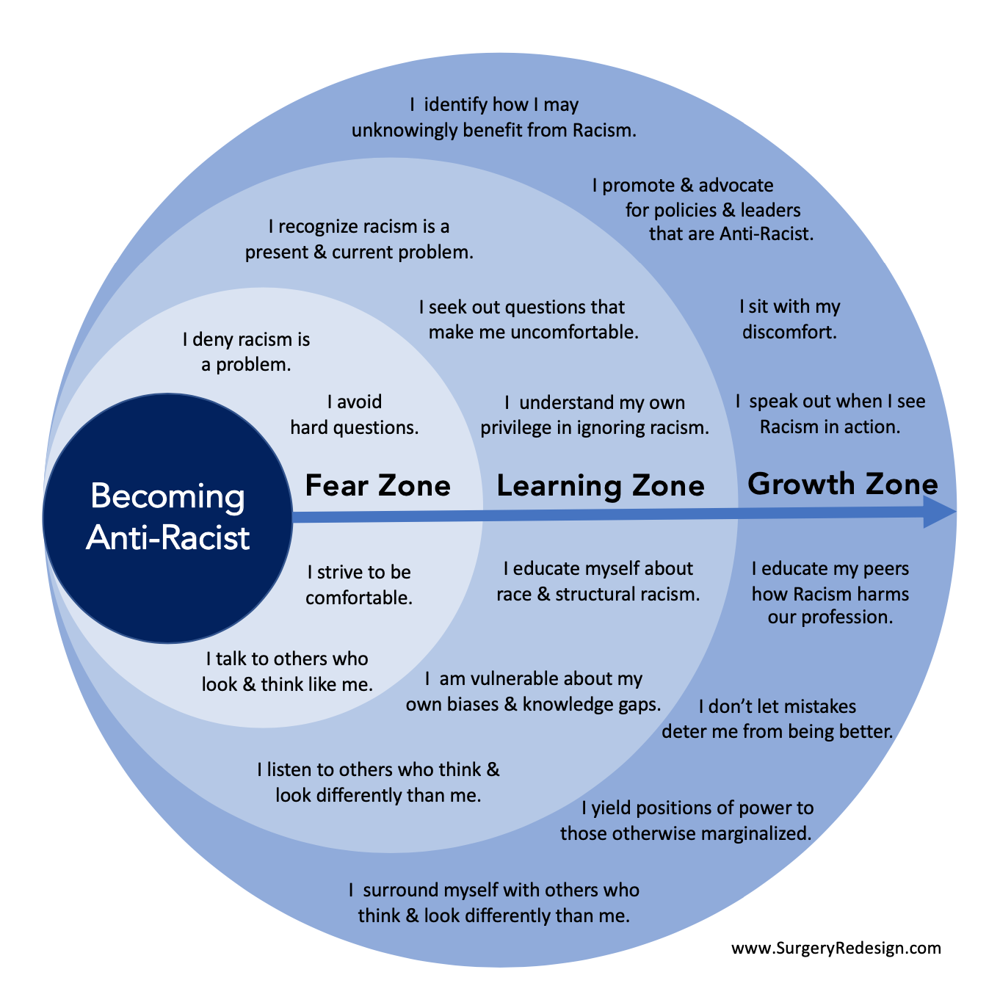 I identify how I may
unknowingly benefit from Racism.
I promote & advocate
for policies & leaders
that are Anti-Racist.
I recognize racism is a
present & current problem.
I seek out questions that
make me uncomfortable.
I sit with my
discomfort.
I deny racism is
a problem.
I avoid
hard questions.
I understand my own
privilege in ignoring racism.
I speak out when I see
Racism in action.
Becoming
Anti-Racist
Fear Zone
Learning Zone
Growth Zone
I strive to be
comfortable.
I educate myself about
race & structural racism.
I educate my peers
how Racism harms
our profession.
I talk to others who
look & think like me.
I am vulnerable about my
own biases & knowledge gaps.
I don’t let mistakes
deter me from being better.
I listen to others who think &
look differently than me.
I yield positions of power to
those otherwise marginalized.
I surround myself with others who
think & look differently than me.
www.SurgeryRedesign.com